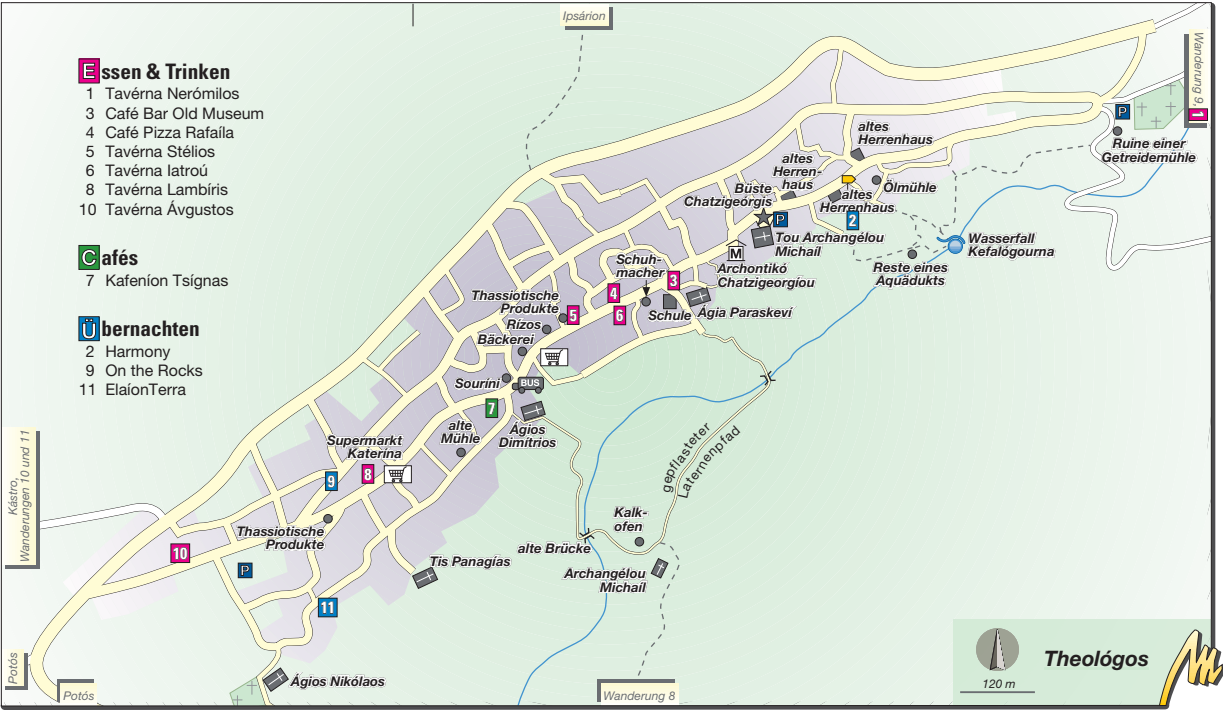 Ipsárion
Wanderung 9,
1
Essen & Trinken
1 Tavérna Nerómilos
3 Café Bar Old Museum
4 Café Pizza Rafaíla
5 Tavérna Stélios
6 Tavérna Iatroú
8 Tavérna Lambíris
10 Tavérna Ávgustos
Cafés
7 Kafeníon Tsígnas
Übernachten
2 Harmony
9 On the Rocks
11 ElaíonTerra
P
Ruine einer
Getreidemühle
altes
Herrenhaus
altes
Herren-
haus
Ölmühle
altes
Herrenhaus
2
Büste
Chatzigeórgis
P
Tou Archangélou
Michaíl
M
Archontikó
Chatzigeorgíou
Wasserfall
Kefalógourna
Reste eines
Aquädukts
Schuh-
macher
3
4
6
Schule
Ágia Paraskeví
Thassiotische
Produkte
5
Rízos
Bäckerei
Souríni
BUS
7
Ágios
Dimítrios
alte
Mühle
Supermarkt
Katerína
8
9
Thassiotische
Produkte
10
P
11
Tis Panagías
gepflasteter
Laternenpfad
Kalk-
ofen
alte Brücke
Archangélou
Michaíl
Ágios Nikólaos
Kástro,
Wanderungen 10 und 11
Potós
Potós
Wanderung 8
120 m
Theológos